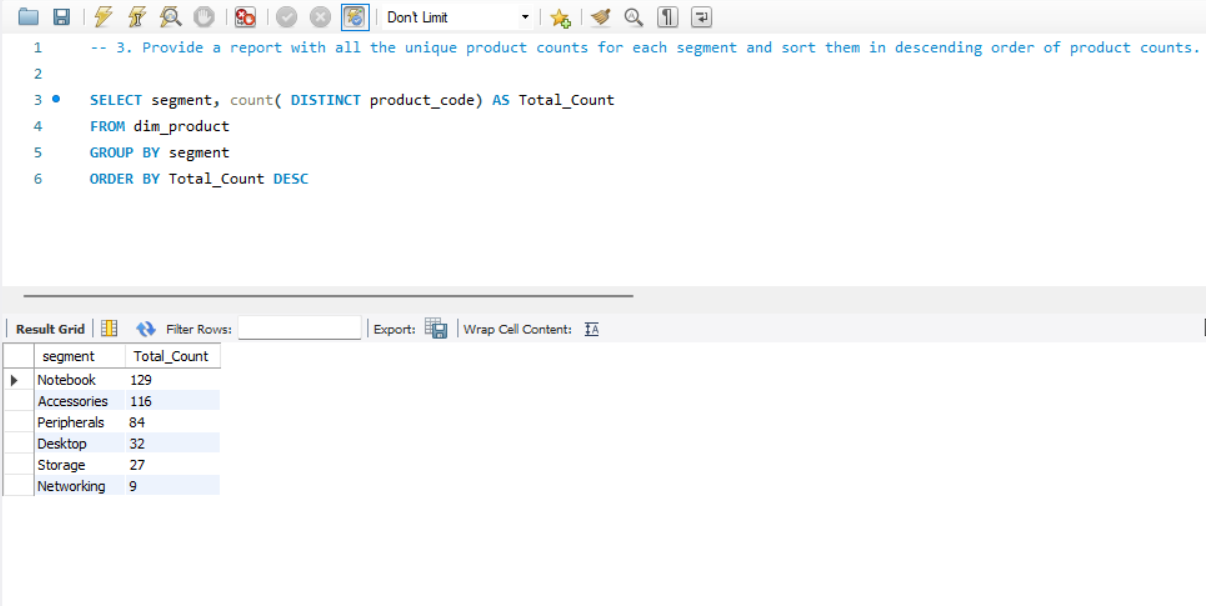 Don't Limit
1 -- 3. Provide a report with all the unique product counts for each segment and sort them in descending order of product counts.
2
3 SELECT segment, count( DISTINCT product_code) AS Total_Count
4 FROM dim_product
5 GROUP BY segment
6 ORDER BY Total_Count DESC
Result Grid Filter Rows: Export: Wrap Cell Content: IA
segment Total_Count
Notebook 129
Accessories 116
Peripherals 84
Desktop 32
Storage 27
Networking 9